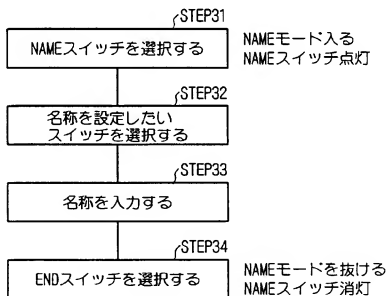 STEP31
NAMEスイッチを選択する
NAMEモード入る
NAMEスイッチ点灯
STEP32
名称を設定したい
スイッチを選択する
STEP33
名称を入力する
STEP34
ENDスイッチを選択する
NAMEモードを抜ける
NAMEスイッチ消灯